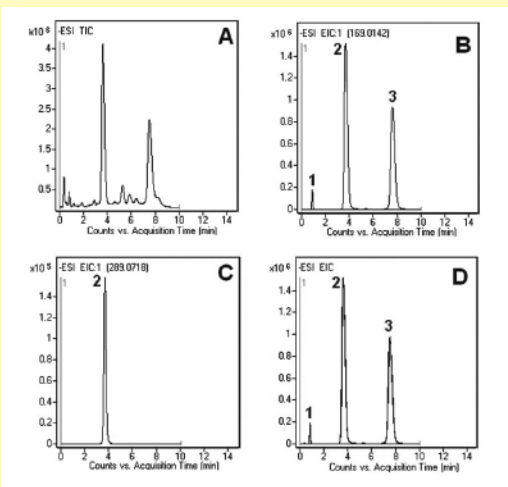 -ESI TIC
A
x10 6
1
4
3.5
3
2.5
2
1.5
1
0.5
0 2 4 6 8 10 12 14
Counts vs. Acquisition Time (min)
-ESI EIC:1 (169.0142)
B
x10 6
1
2
3
1
1.4
1.2
1
0.8
0.6
0.4
0.2
0
0 2 4 6 8 10 12 14
Counts vs. Acquisition Time (min)
-ESI EIC:1 (289.0718)
C
x10 5
1
2
1.4
1.2
1
0.8
0.6
0.4
0.2
0
0 2 4 6 8 10 12 14
Counts vs. Acquisition Time (min)
-ESI EIC
D
x10 6
1
2
3
1
1.4
1.2
1
0.8
0.6
0.4
0.2
0
0 2 4 6 8 10 12 14
Counts vs. Acquisition Time (min)